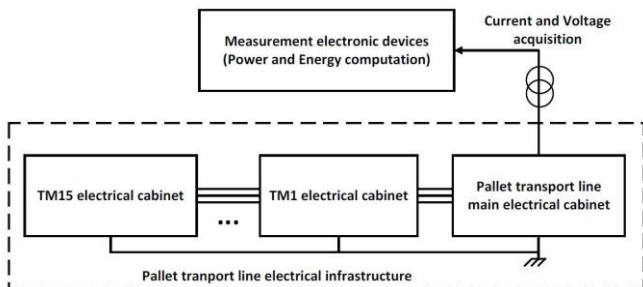 Current and Voltage
acquisition
Measurement electronic devices
(Power and Energy computation)
TM15 electrical cabinet
...
TM1 electrical cabinet
Pallet transport line
main electrical cabinet
Pallet tranport line electrical infrastructure